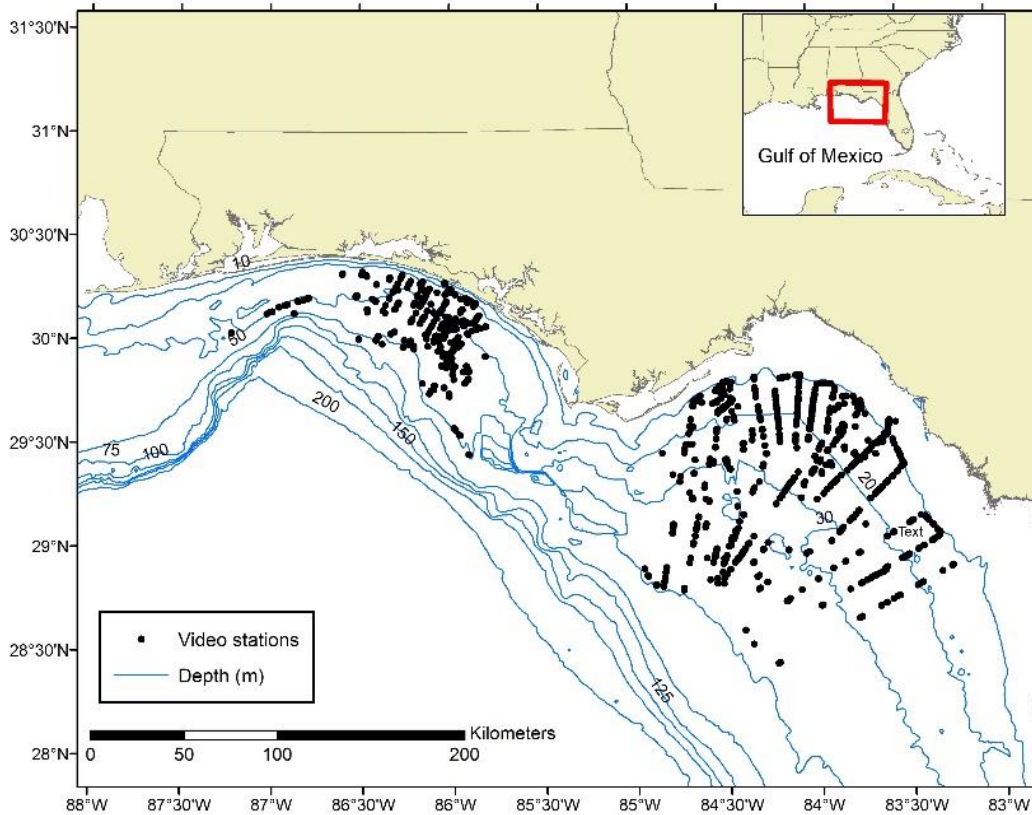 31°30'N
31°N
30°30'N
30°N
29°30'N
29°N
28°30'N
28°N
Gulf of Mexico
10
50
75
100
200
150
125
20
30
Text
Video stations
Depth (m)
Kilometers
0 50 100 200
88°W 87°30'W 87°W 86°30'W 86°W 85°30'W 85°W 84°30'W 84°W 83°30'W 83°W